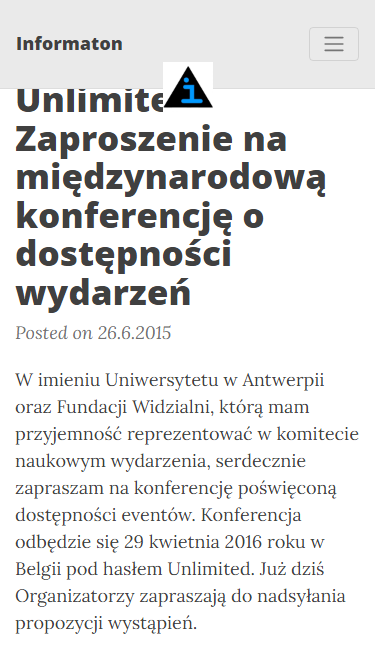 Informaton
Unlimite
Zaproszenie na
międzynarodową
konferencję o
dostępności
wydarzeń
Posted on 26.6.2015
W imieniu Uniwersytetu w Antwerpii
oraz Fundacji Widzialni, którą mam
przyjemność reprezentować w komitecie
naukowym wydarzenia, serdecznie
zapraszam na konferencję poświęconą
dostępności eventów. Konferencja
odbędzie się 29 kwietnia 2016 roku w
Belgii pod hasłem Unlimited. Już dziś
Organizatorzy zapraszają do nadsyłania
propozycji wystąpień.